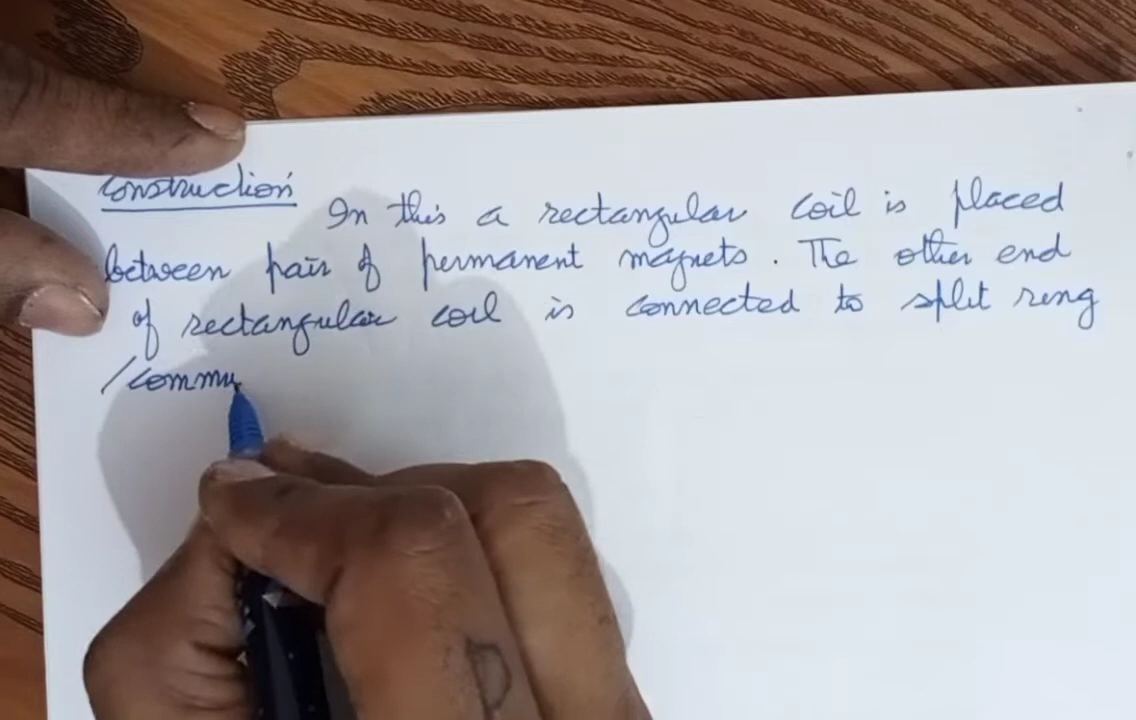 Construction:
In this a rectangular coil is placed
between pair of permanent magnets. The other end
of rectangular coil is connected to split ring
/commu